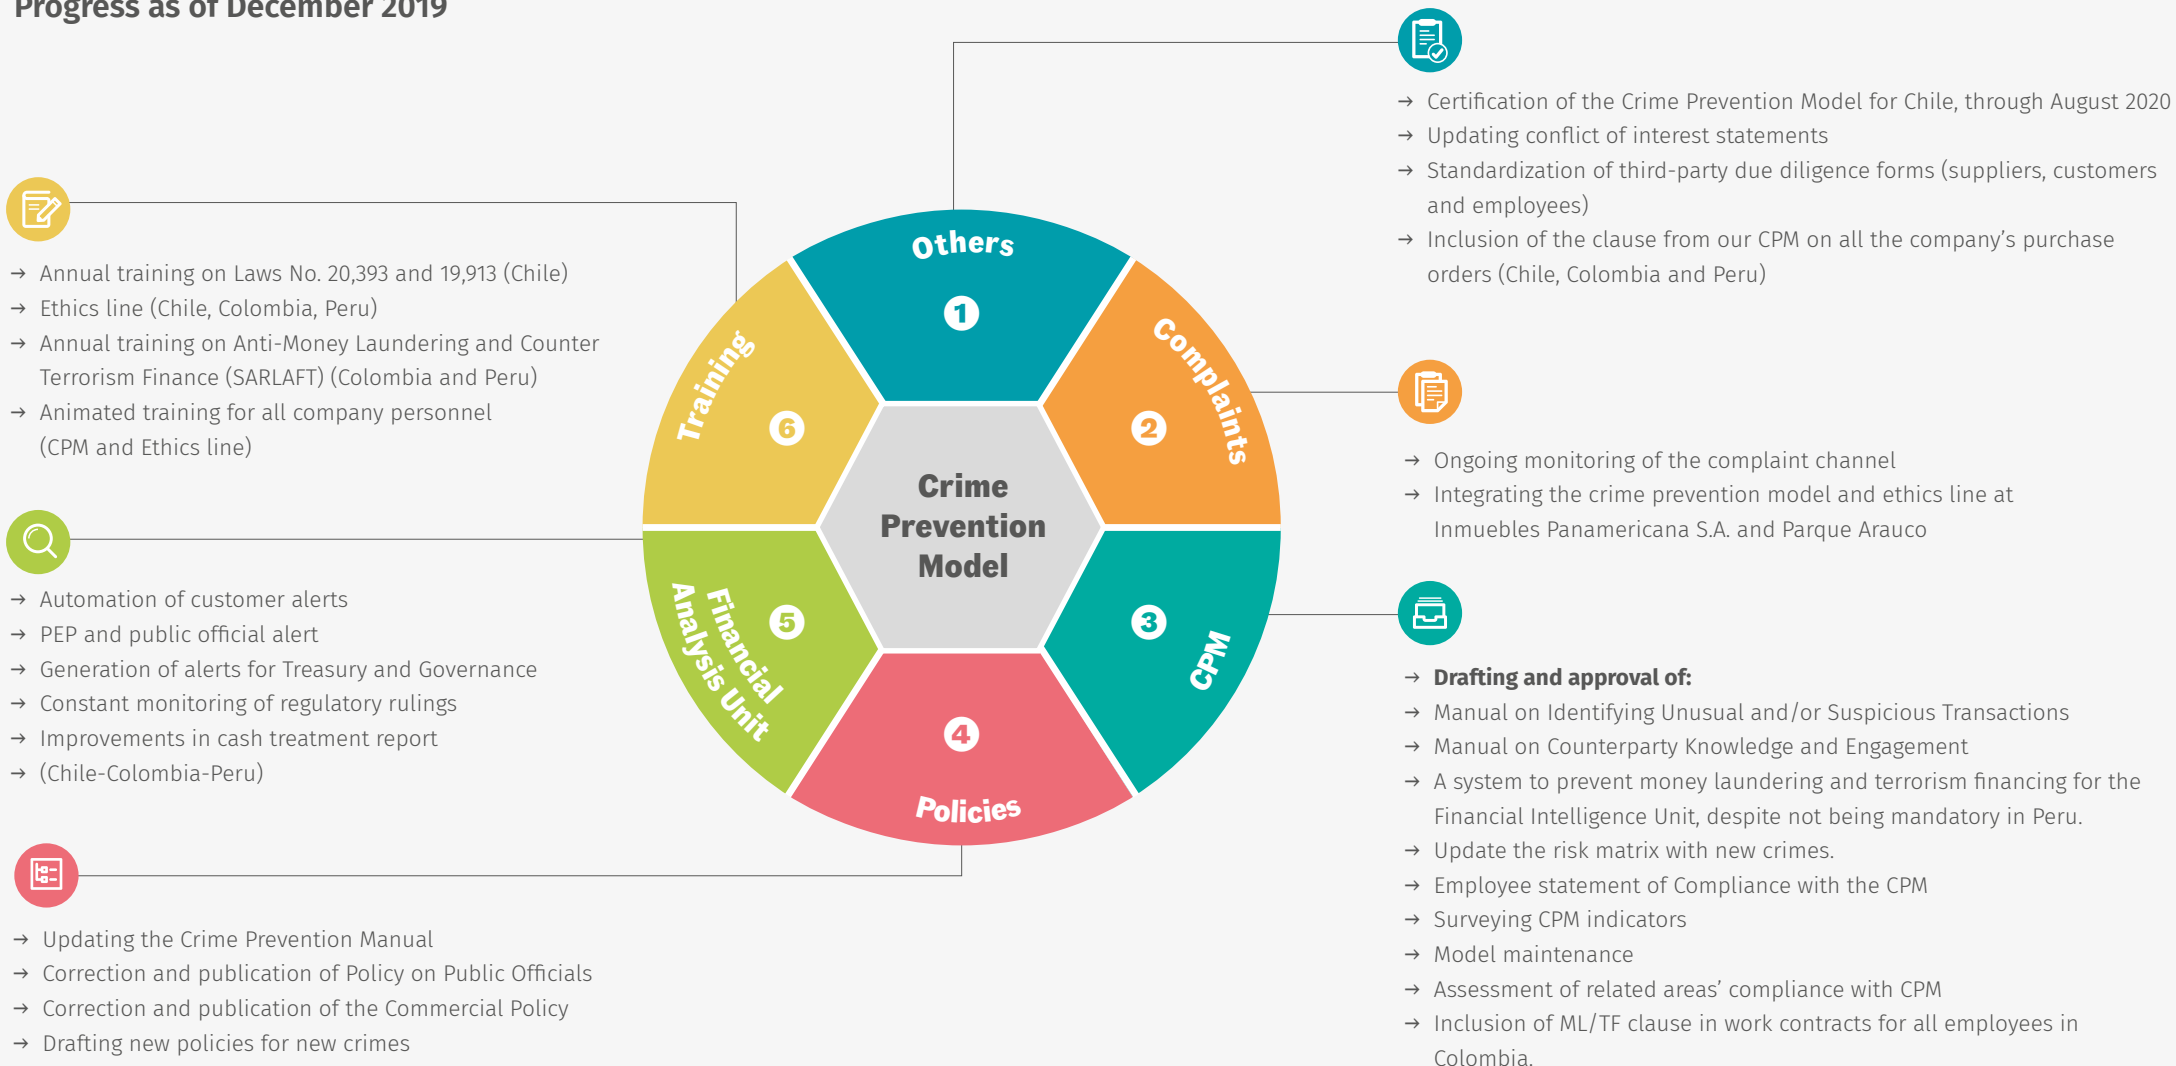 Progress as of December 2019
→ Certification of the Crime Prevention Model for Chile, through August 2020
→ Updating conflict of interest statements
→ Standardization of third-party due diligence forms (suppliers, customers
and employees)
→ Inclusion of the clause from our CPM on all the company's purchase
orders (Chile, Colombia and Peru)
→ Annual training on Laws No. 20,393 and 19,913 (Chile)
→ Ethics line (Chile, Colombia, Peru)
→ Annual training on Anti-Money Laundering and Counter
Terrorism Finance (SARLAFT) (Colombia and Peru)
→ Animated training for all company personnel
(CPM and Ethics line)
Others
1
Complaints
2
CPM
3
Policies
4
Financial
Analysis Unit
5
Training
6
Crime
Prevention
Model
→ Ongoing monitoring of the complaint channel
→ Integrating the crime prevention model and ethics line at
Inmuebles Panamericana S.A. and Parque Arauco
→ Automation of customer alerts
→ PEP and public official alert
→ Generation of alerts for Treasury and Governance
→ Constant monitoring of regulatory rulings
→ Improvements in cash treatment report
→ (Chile-Colombia-Peru)
→ Drafting and approval of:
→ Manual on Identifying Unusual and/or Suspicious Transactions
→ Manual on Counterparty Knowledge and Engagement
→ A system to prevent money laundering and terrorism financing for the
Financial Intelligence Unit, despite not being mandatory in Peru.
→ Update the risk matrix with new crimes.
→ Employee statement of Compliance with the CPM
→ Surveying CPM indicators
→ Model maintenance
→ Assessment of related areas' compliance with CPM
→ Inclusion of ML/TF clause in work contracts for all employees in
Colombia.
→ Updating the Crime Prevention Manual
→ Correction and publication of Policy on Public Officials
→ Correction and publication of the Commercial Policy
→ Drafting new policies for new crimes